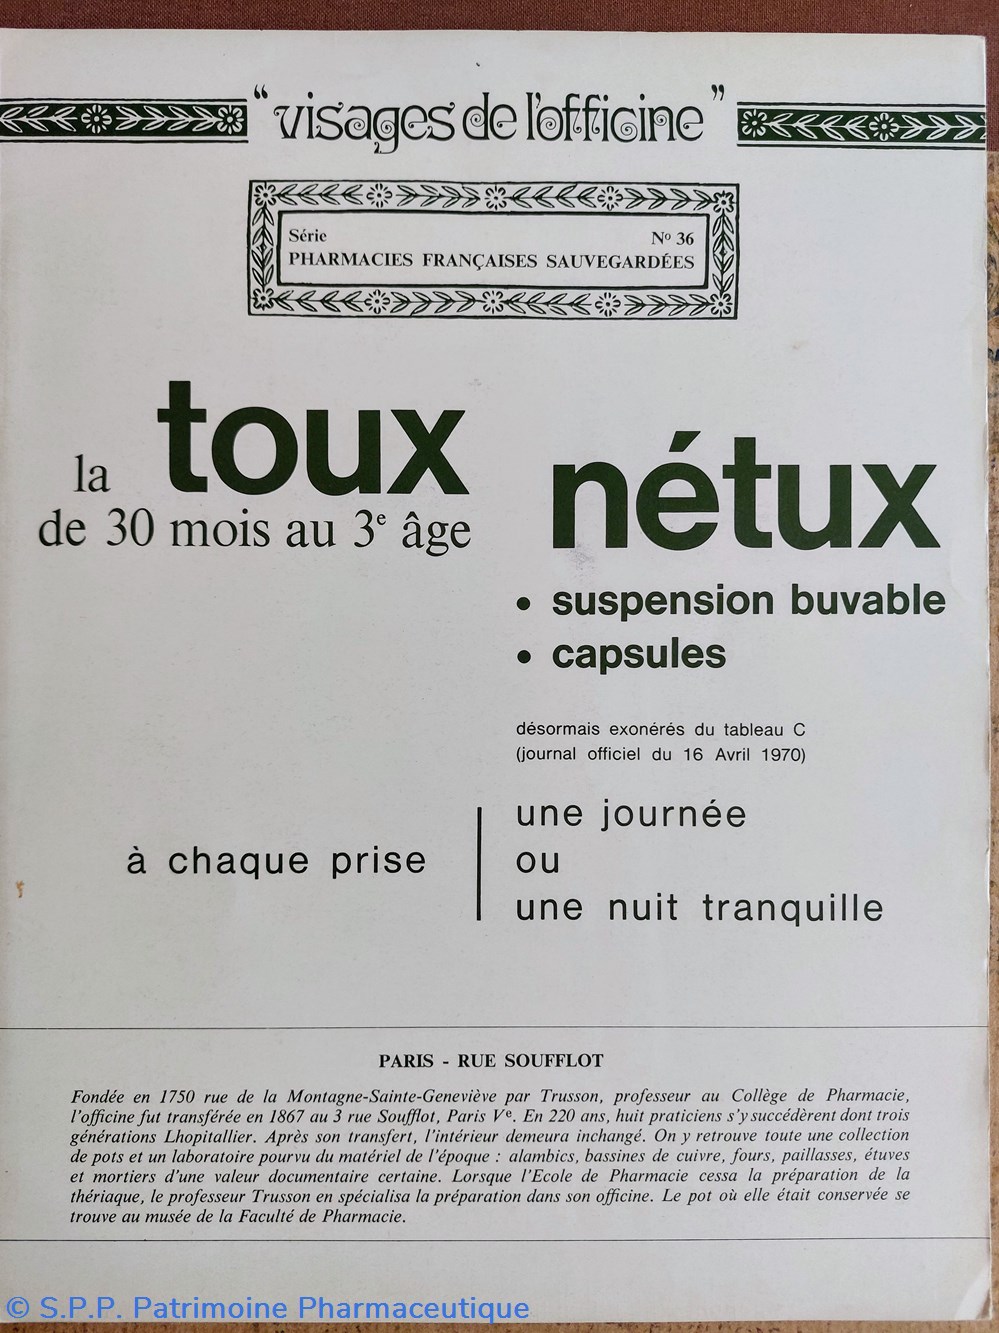 “visages de l'officine”
Série
No 36
PHARMACIES FRANÇAISES SAUVEGARDÉES
la toux
de 30 mois au 3e âge
nétux
• suspension buvable
• capsules
désormais exonérés du tableau C
(journal officiel du 16 Avril 1970)
à chaque prise
une journée
ou
une nuit tranquille
PARIS - RUE SOUFFLOT
Fondée en 1750 rue de la Montagne-Sainte-Geneviève par Trusson, professeur au Collège de Pharmacie,
l'officine fut transférée en 1867 au 3 rue Soufflot, Paris Ve. En 220 ans, huit praticiens s'y succédèrent dont trois
générations Lhopitallier. Après son transfert, l'intérieur demeura inchangé. On y retrouve toute une collection
de pots et un laboratoire pourvu du matériel de l'époque : alambics, bassines de cuivre, fours, paillasses, étuves
et mortiers d'une valeur documentaire certaine. Lorsque l'Ecole de Pharmacie cessa la préparation de la
thériaque, le professeur Trusson en spécialisa la préparation dans son officine. Le pot où elle était conservée se
trouve au musée de la Faculté de Pharmacie.
© S.P.P. Patrimoine Pharmaceutique